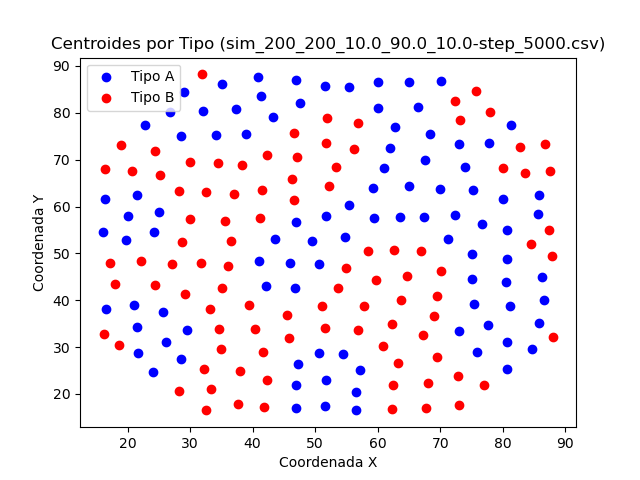 Centroides por Tipo (sim_200_200_10.0_90.0_10.0-step_5000.csv)
Tipo A
Tipo B
90
80
70
60
50
40
30
20
Coordenada Y
20 30 40 50 60 70 80 90
Coordenada X